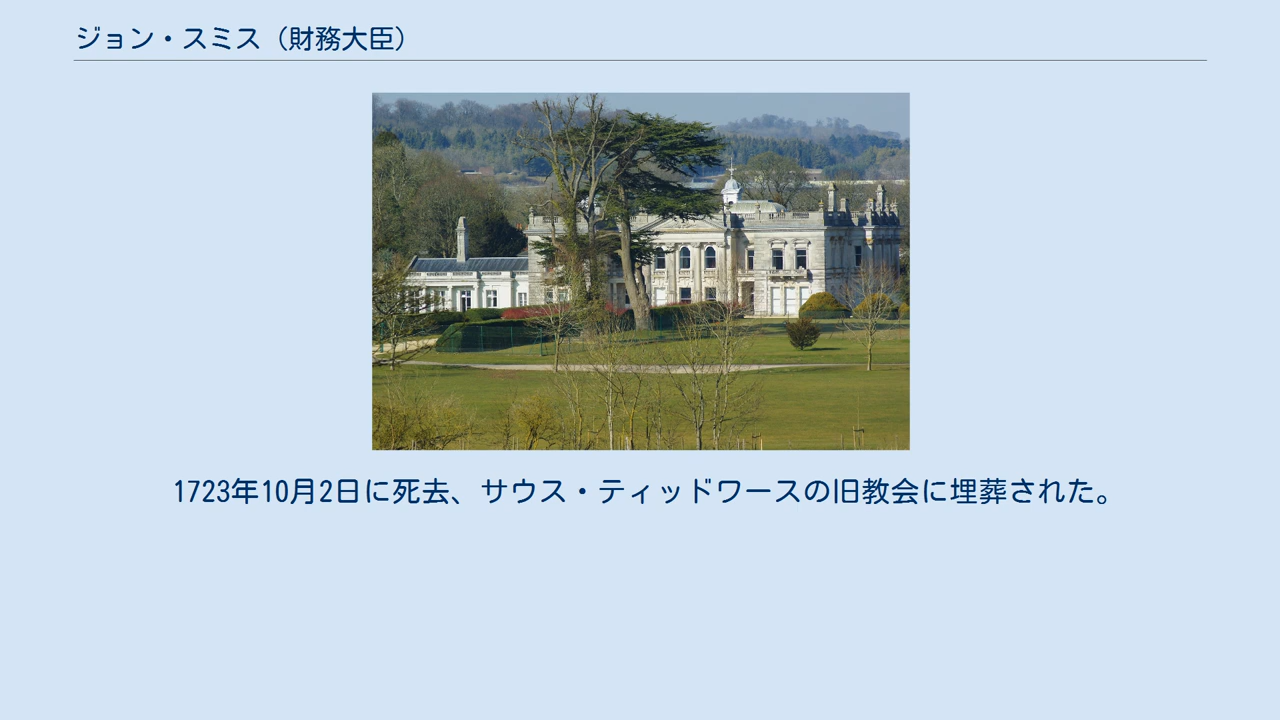 ジョン・スミス（財務大臣）
1723年10月2日に死去、サウス・ティッドワースの旧教会に埋葬された。